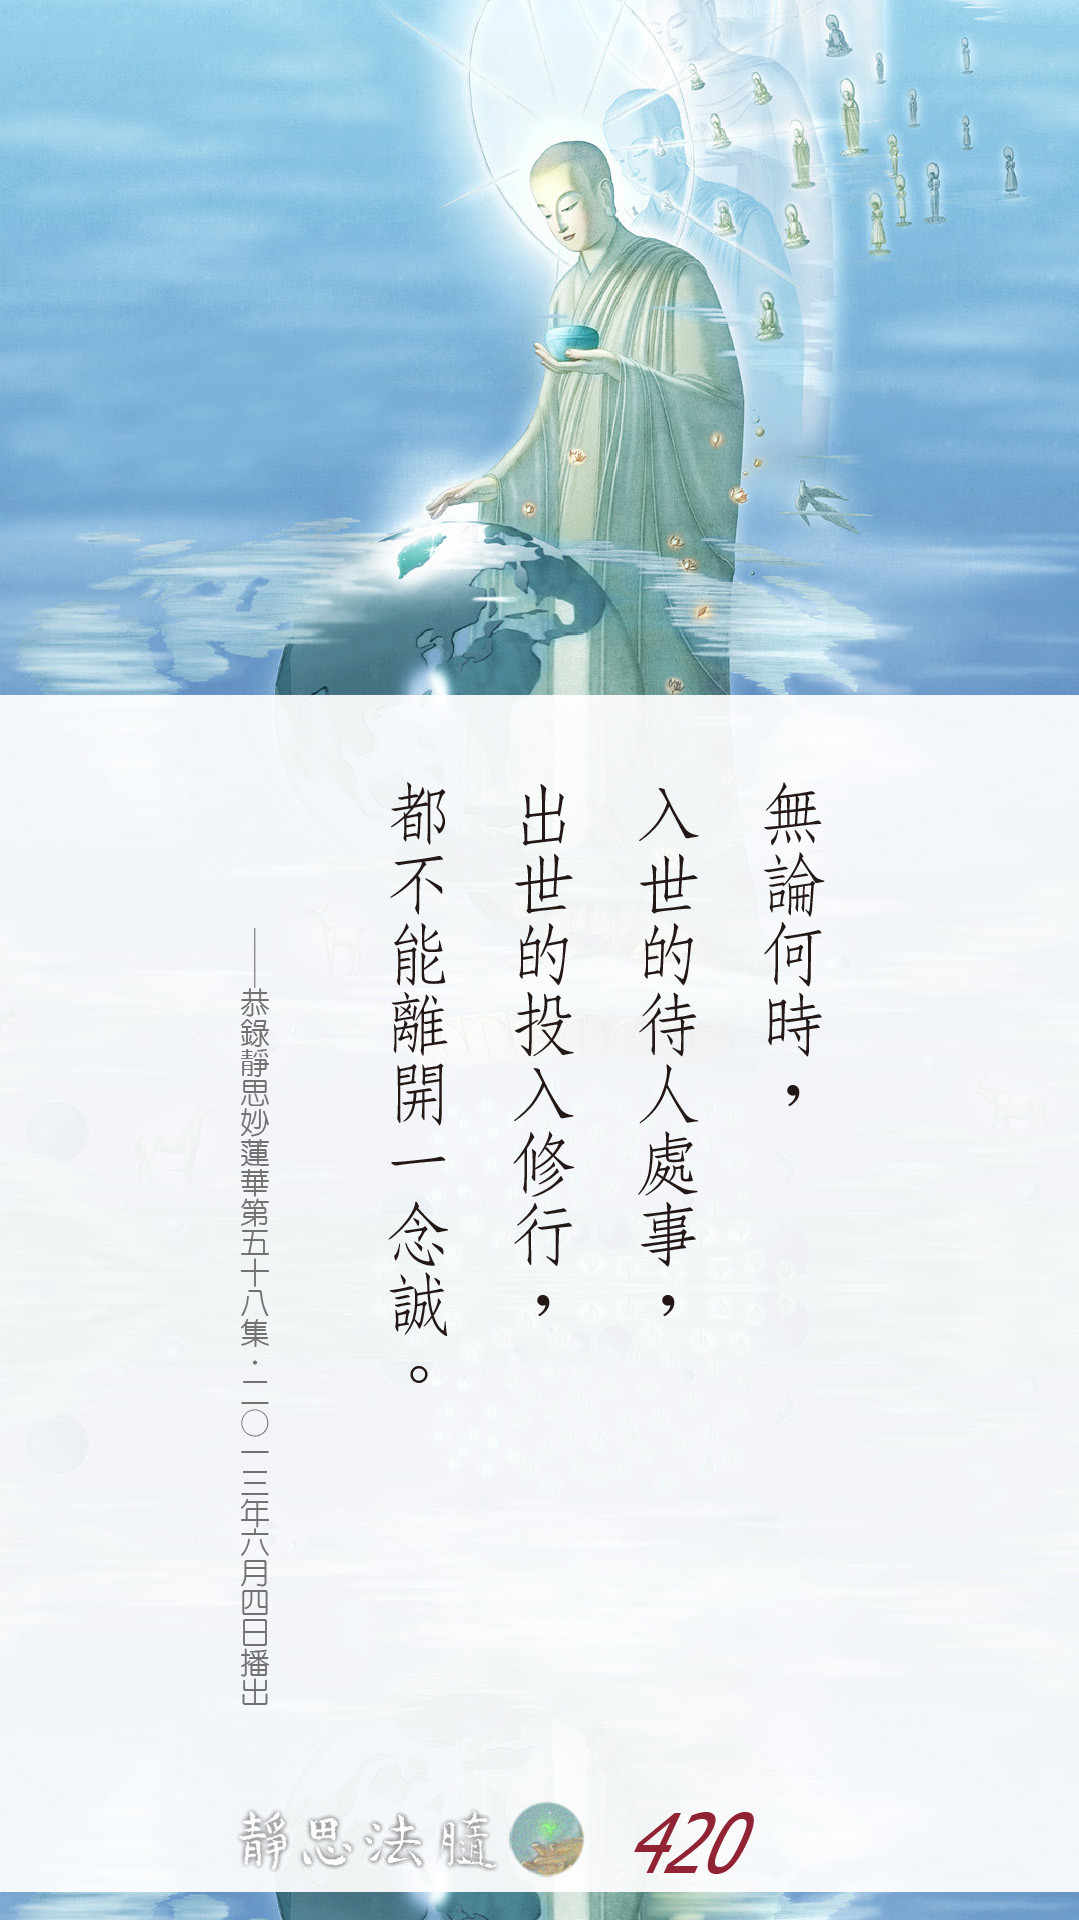 無論何時，
入世的待人處事，
出世的投入修行，
都不能離開一念誠。
——恭錄靜思妙蓮華第五十八集·二〇一三年六月四日播出
靜思法髓
420